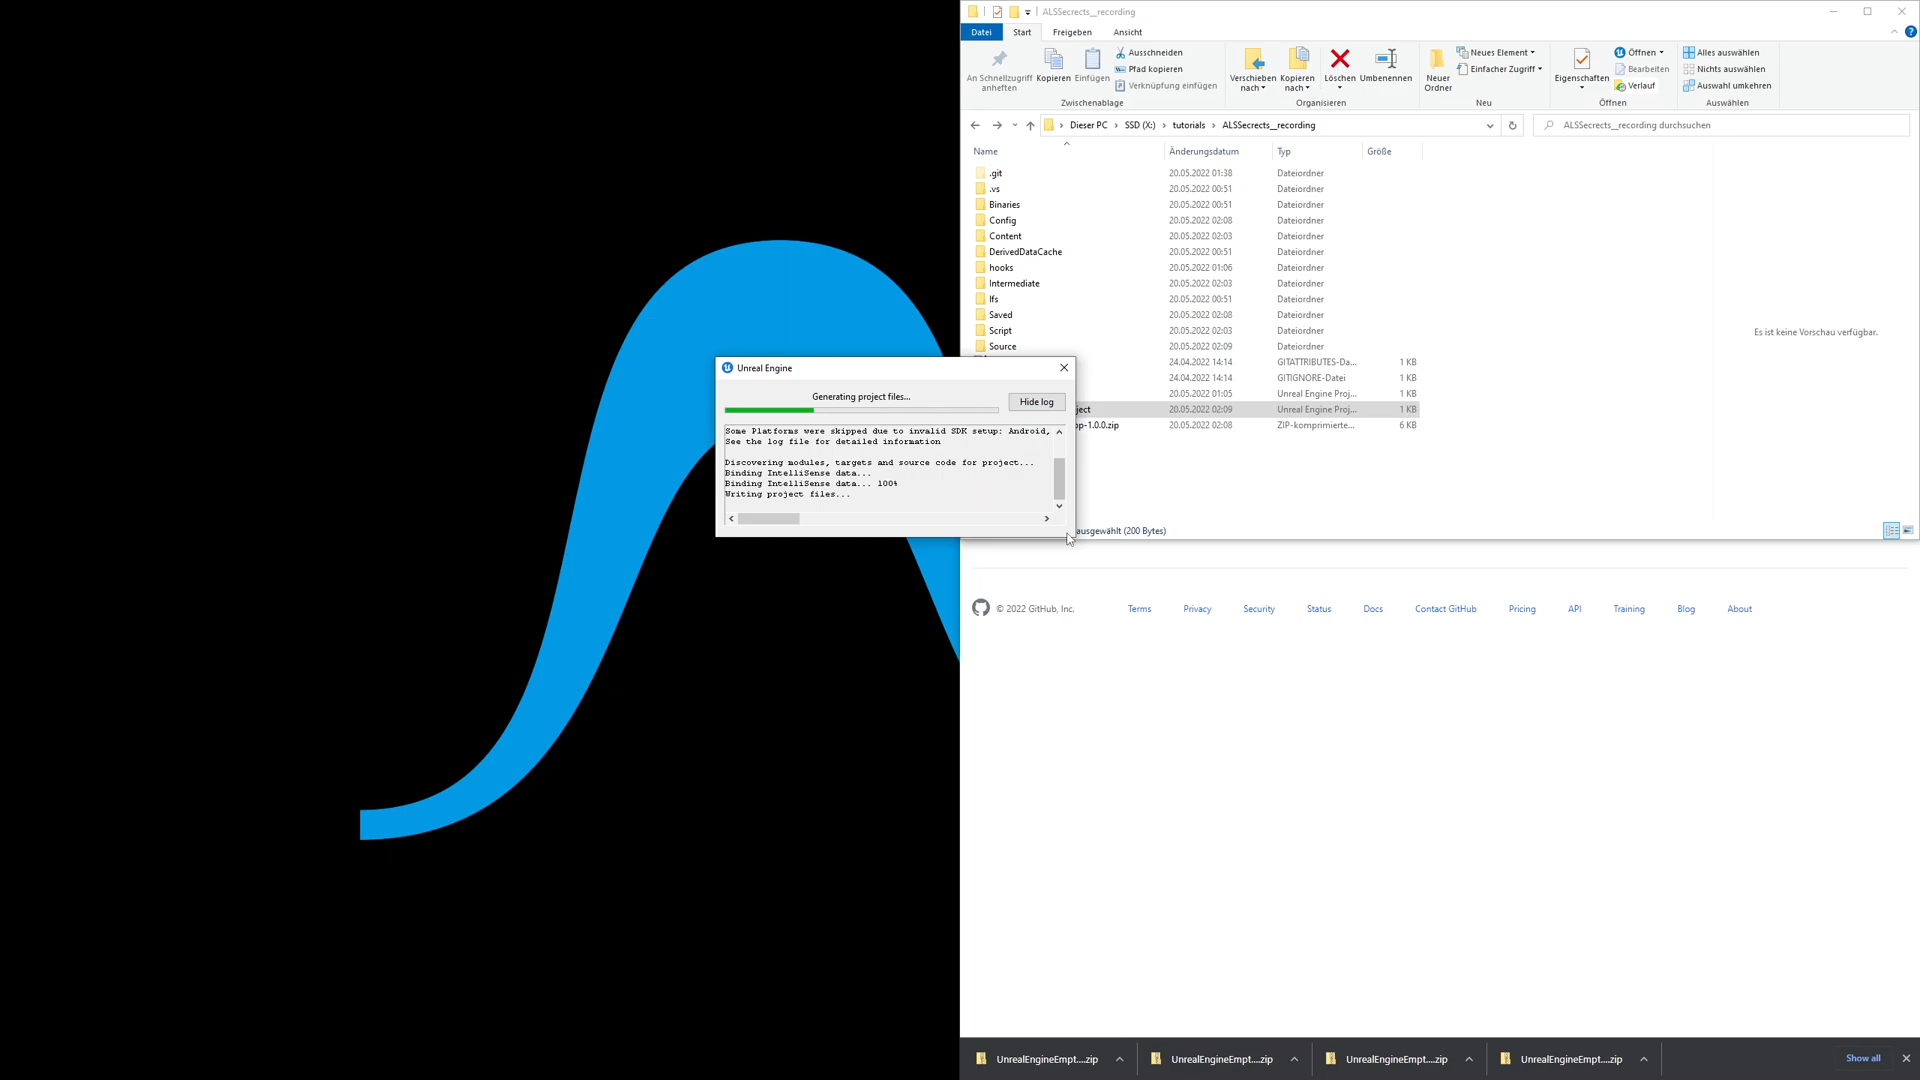 ALSSecrects__recording
Datei
Start
Freigeben
Ansicht
An Schnellzugriff
anheften
Kopieren
Einfügen
Ausschneiden
Pfad kopieren
Verknüpfung einfügen
Zwischenablage
Verschieben
nach
Kopieren
nach
Löschen
Umbenennen
Organisieren
Neuer
Ordner
Neues Element
Einfacher Zugriff
Neu
Eigenschaften
Öffnen
Bearbeiten
Verlauf
Öffnen
Alles auswählen
Nichts auswählen
Auswahl umkehren
Auswählen
Dieser PC > SSD (X:) > tutorials > ALSSecrects__recording
ALSSecrects__recording durchsuchen
Name Änderungsdatum Typ Größe
.git 20.05.2022 01:38 Dateiordner
.vs 20.05.2022 00:51 Dateiordner
Binaries 20.05.2022 00:51 Dateiordner
Config 20.05.2022 02:08 Dateiordner
Content 20.05.2022 02:03 Dateiordner
DerivedDataCache 20.05.2022 00:51 Dateiordner
hooks 20.05.2022 01:06 Dateiordner
Intermediate 20.05.2022 02:03 Dateiordner
lfs 20.05.2022 00:51 Dateiordner
Saved 20.05.2022 02:08 Dateiordner
Script 20.05.2022 02:03 Dateiordner
Source 20.05.2022 02:09 Dateiordner
24.04.2022 14:14 GITATTRIBUTES-Da... 1 KB
24.04.2022 14:14 GITIGNORE-Datei 1 KB
20.05.2022 01:05 Unreal Engine Proj... 1 KB
ject 20.05.2022 02:09 Unreal Engine Proj... 1 KB
op-1.0.0.zip 20.05.2022 02:08 ZIP-komprimierte... 6 KB
Es ist keine Vorschau verfügbar.
ausgewählt (200 Bytes)
Unreal Engine
Generating project files...
Hide log
Some Platforms were skipped due to invalid SDK setup: Android,
See the log file for detailed information
Discovering modules, targets and source code for project...
Binding IntelliSense data...
Binding IntelliSense data... 100%
Writing project files...
© 2022 GitHub, Inc. Terms Privacy Security Status Docs Contact GitHub Pricing API Training Blog About
UnrealEngineEmpt....zip UnrealEngineEmpt....zip UnrealEngineEmpt....zip UnrealEngineEmpt....zip Show all